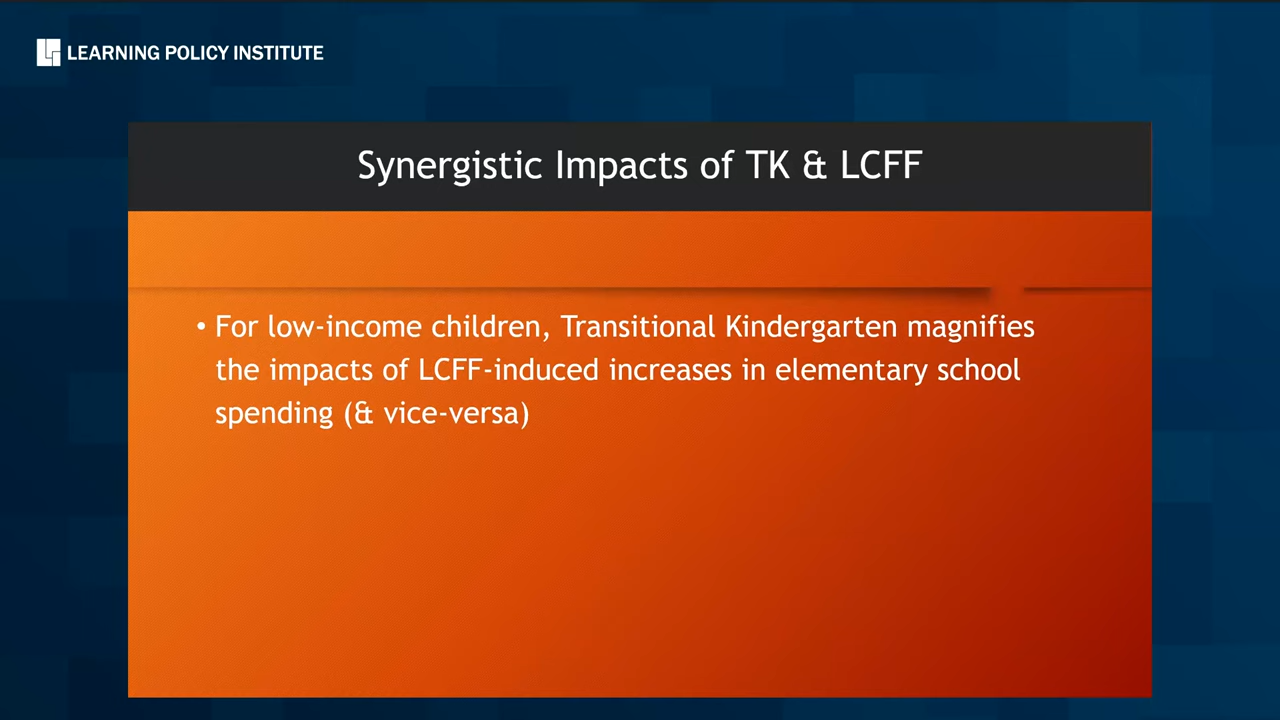 LEARNING POLICY INSTITUTE
Synergistic Impacts of TK & LCFF
• For low-income children, Transitional Kindergarten magnifies
the impacts of LCFF-induced increases in elementary school
spending (& vice-versa)